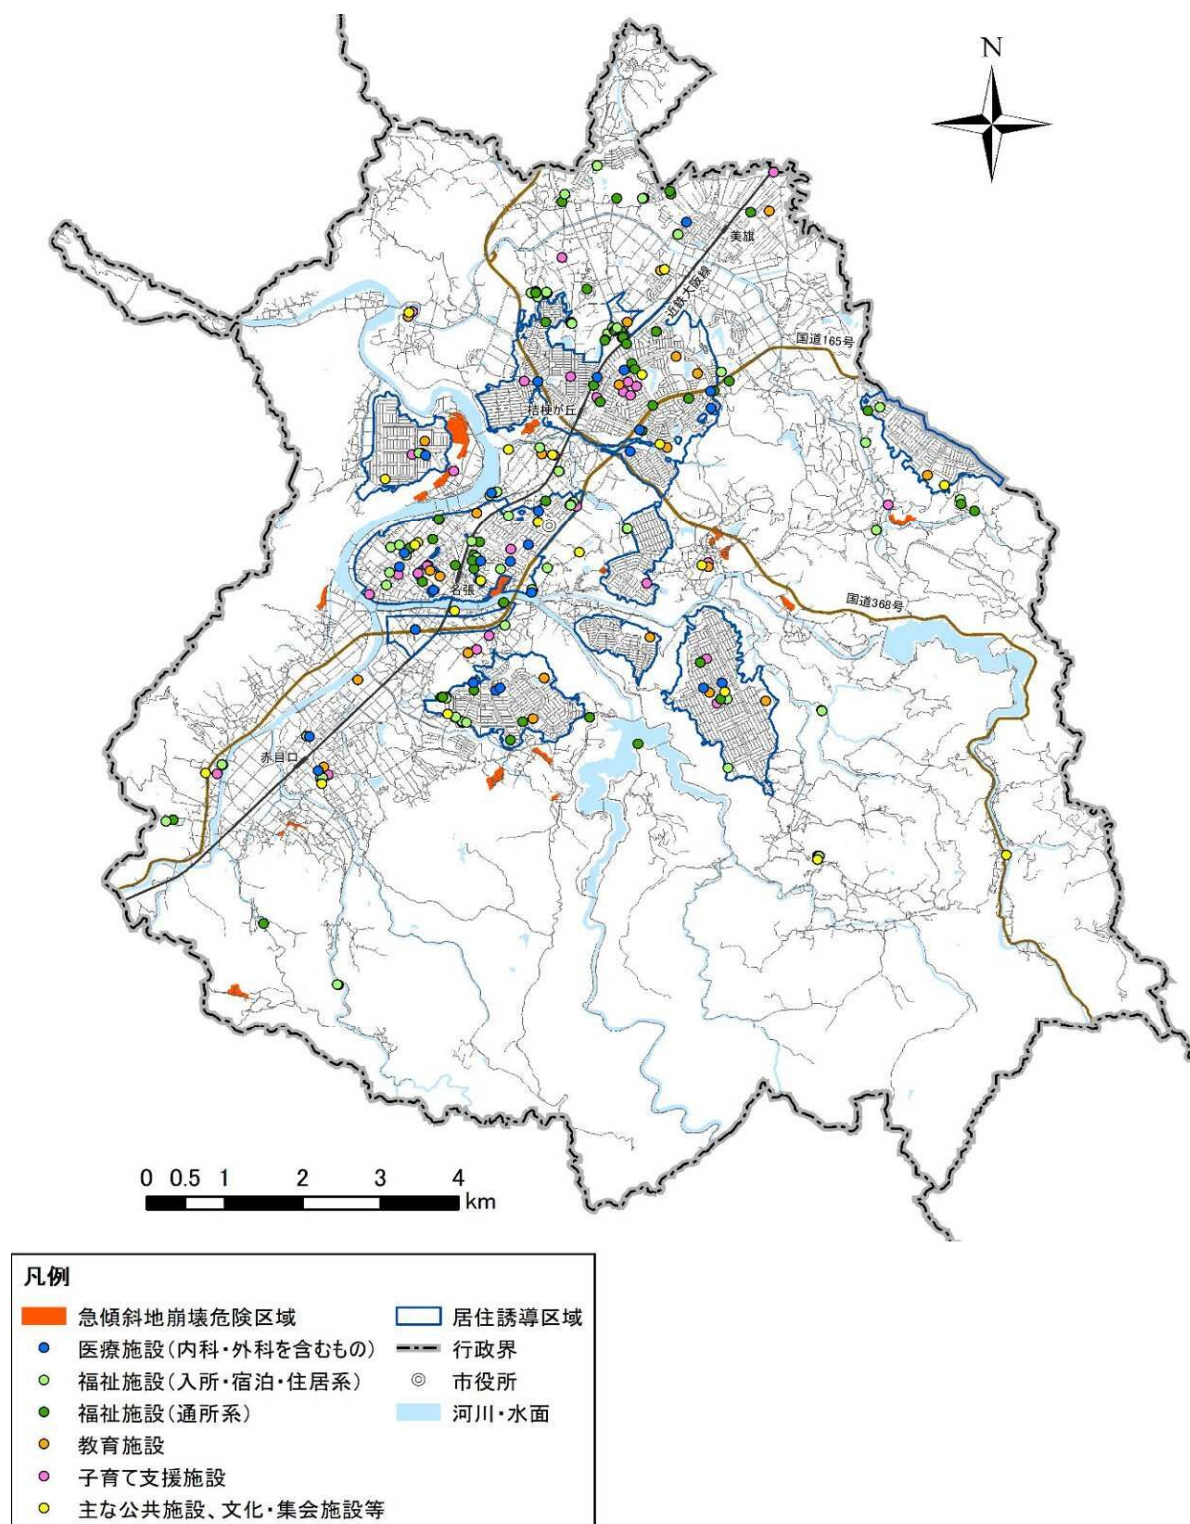 N
美旗
近鉄大阪線
国道165号
桔梗が丘
名張
国道368号
赤目口
0 0.5 1 2 3 4
km
凡例
急傾斜地崩壊危険区域
医療施設(内科・外科を含むもの)
福祉施設(入所・宿泊・住居系)
福祉施設(通所系)
教育施設
子育て支援施設
主な公共施設、文化・集会施設等
居住誘導区域
行政界
市役所
河川・水面